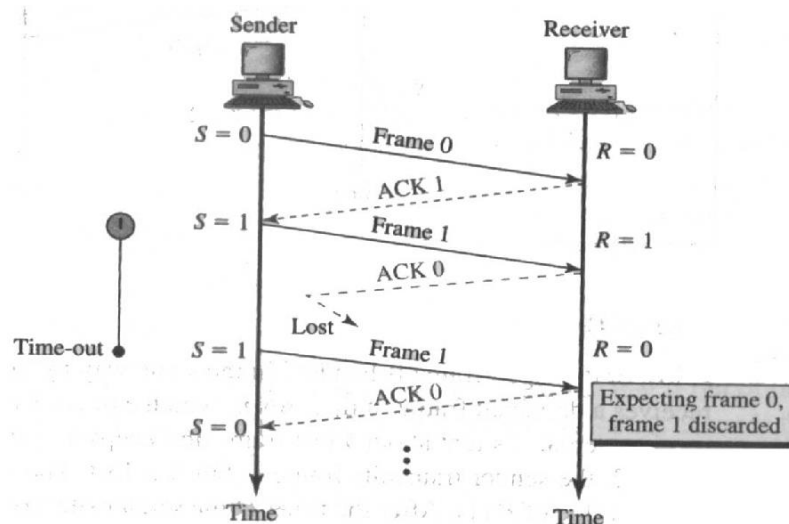 Sender
Receiver
S = 0
Frame 0
R = 0
ACK 1
S = 1
Frame 1
R = 1
ACK 0
Lost
Time-out
S = 1
Frame 1
R = 0
ACK 0
Expecting frame 0,
frame 1 discarded
S = 0
Time
Time